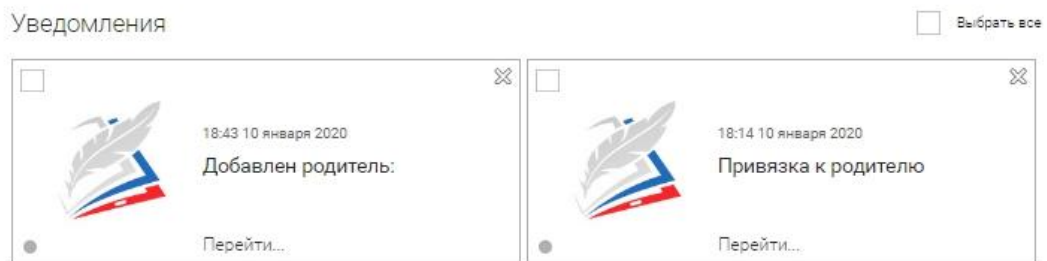 Уведомления
Выбрать все
18:43 10 января 2020
Добавлен родитель:
Перейти...
18:14 10 января 2020
Привязка к родителю
Перейти...